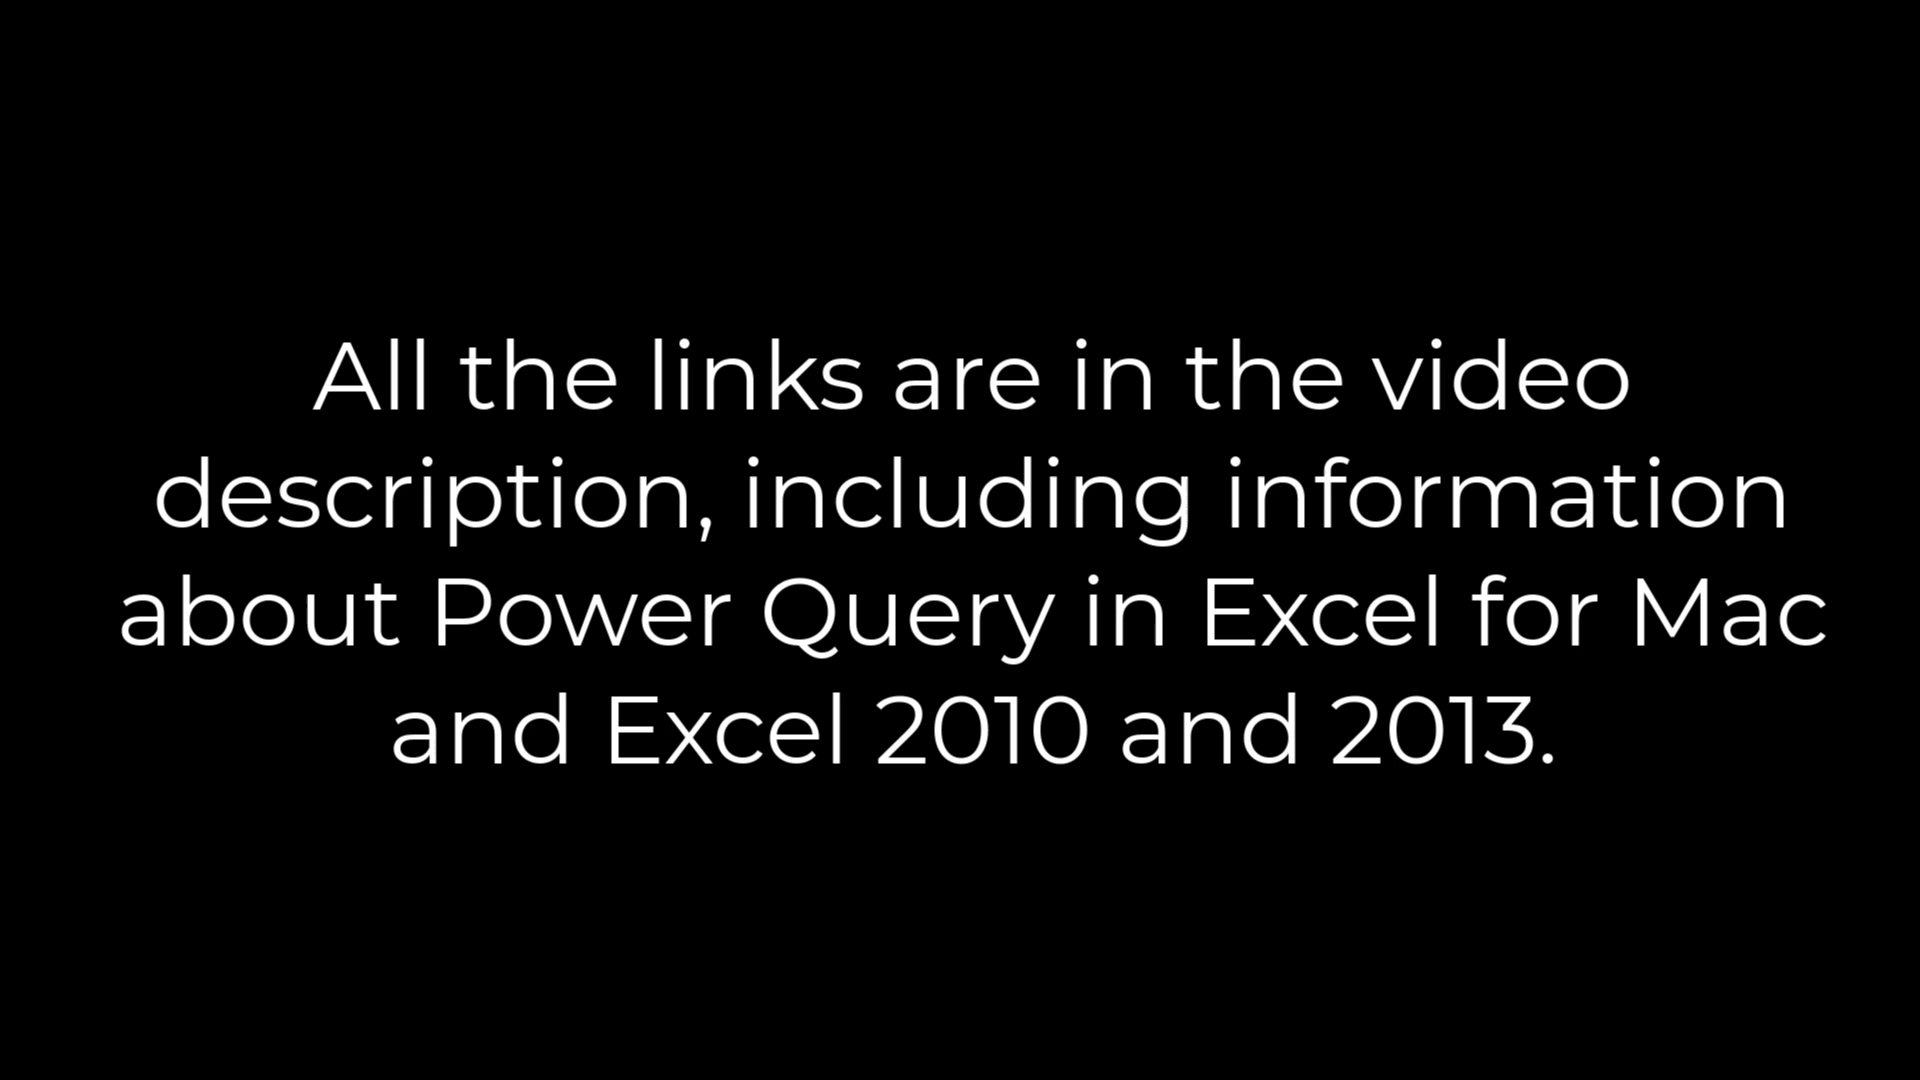 All the links are in the video
description, including information
about Power Query in Excel for Mac
and Excel 2010 and 2013.